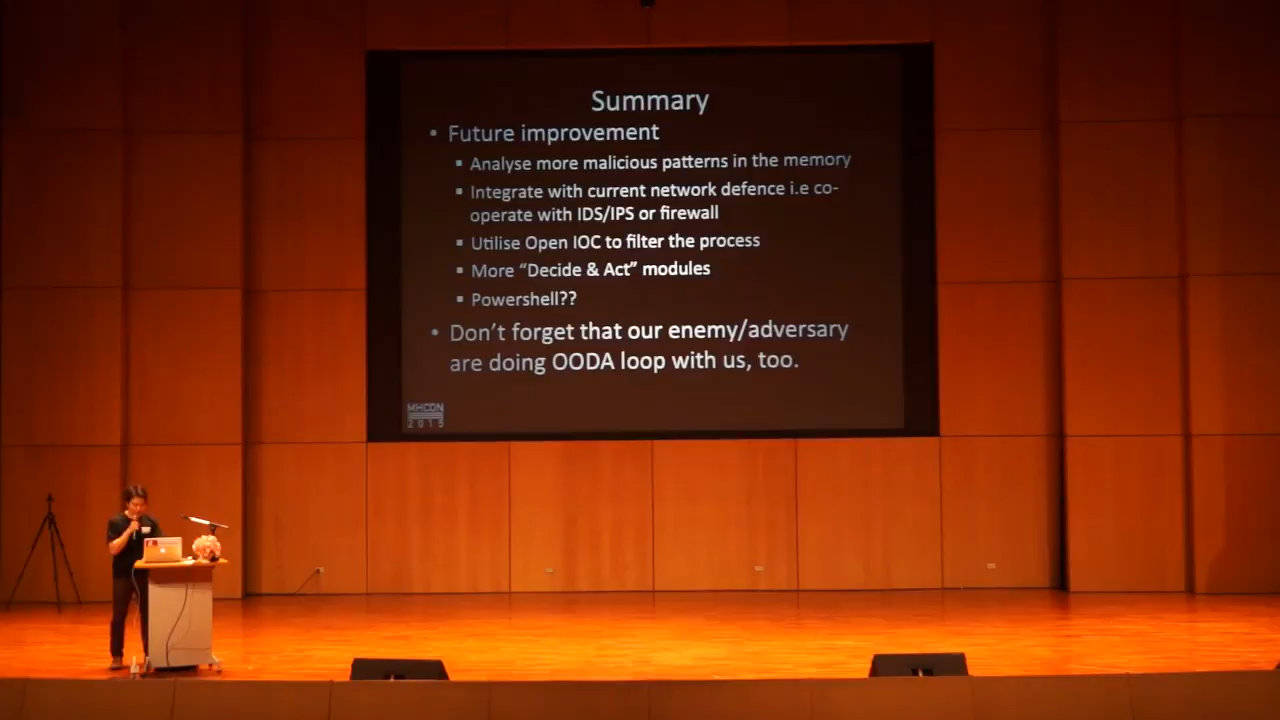 Summary
• Future improvement
▪ Analyse more malicious patterns in the memory
▪ Integrate with current network defence i.e co-
operate with IDS/IPS or firewall
▪ Utilise Open IOC to filter the process
▪ More “Decide & Act” modules
▪ Powershell??
• Don’t forget that our enemy/adversary
are doing OODA loop with us, too.
MHCON
2015